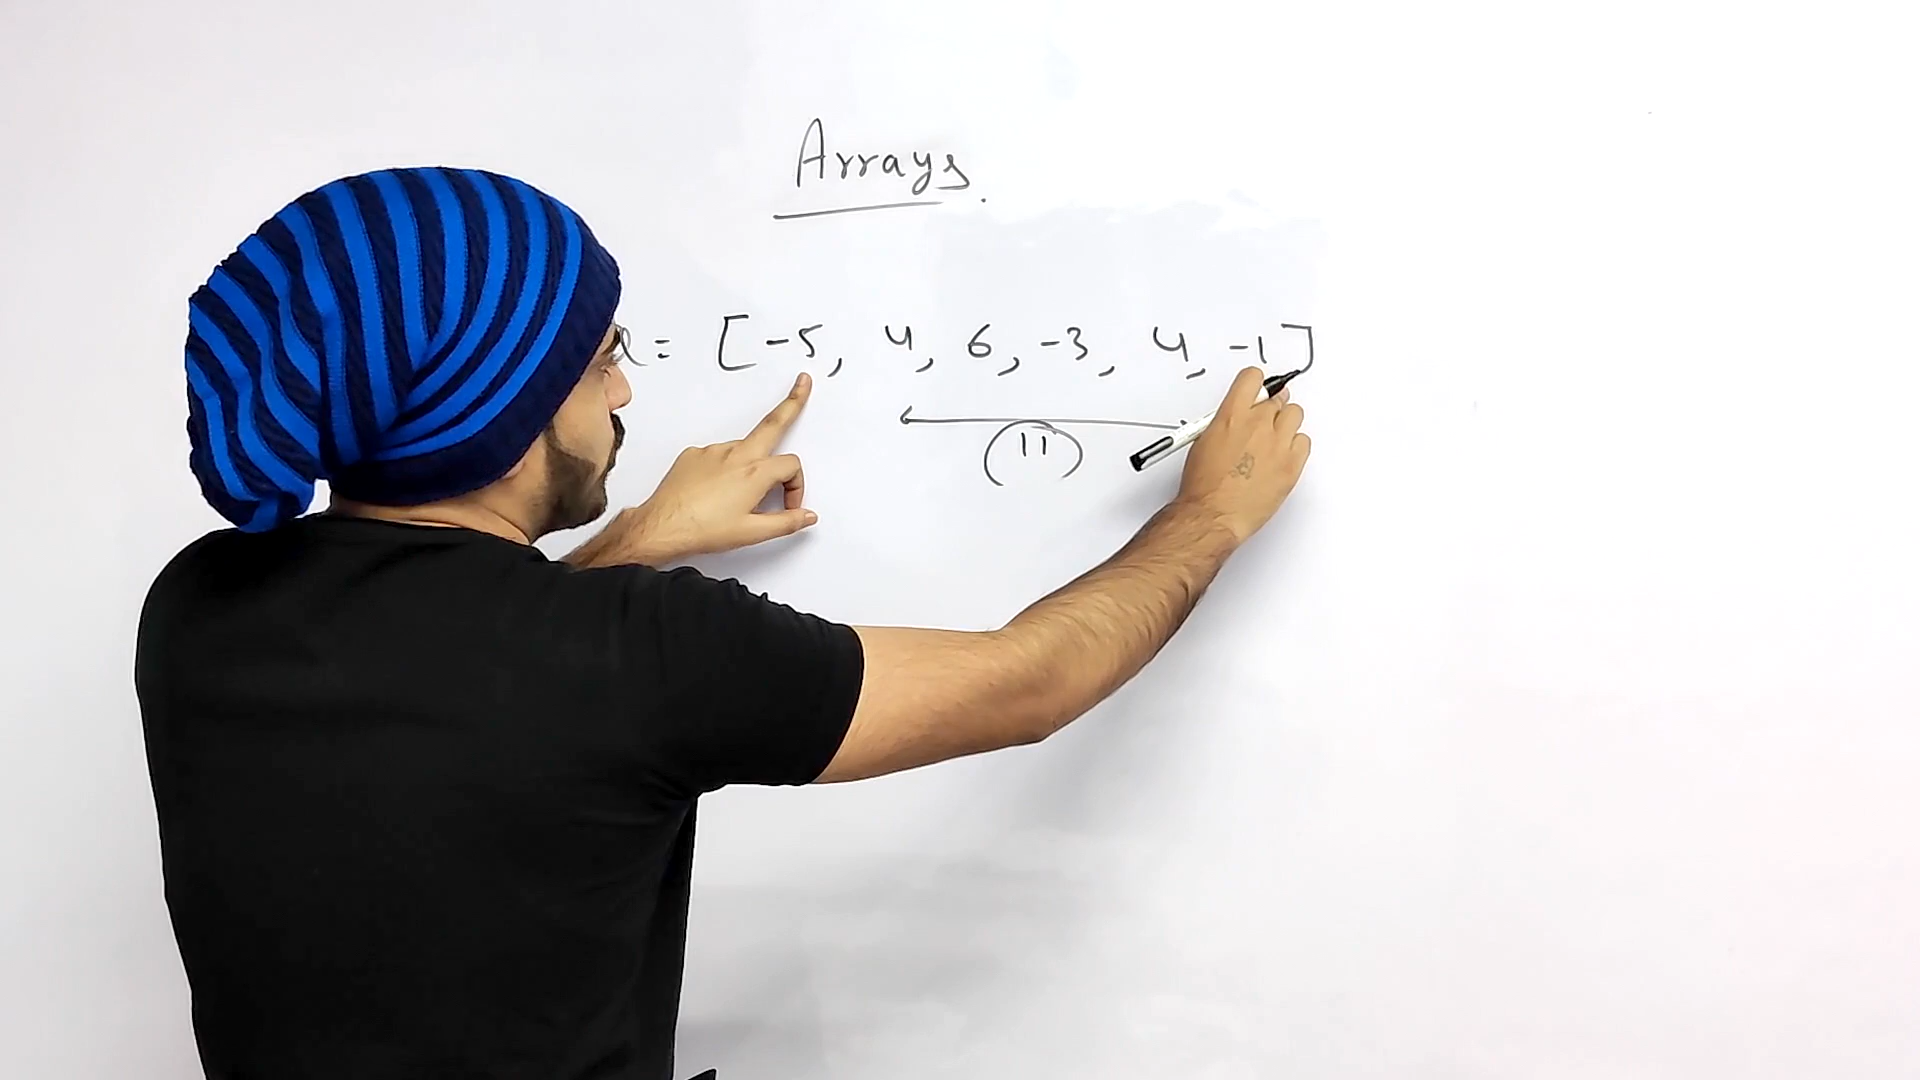 Arrays.
= [-5, 4, 6, -3, 4, -1]
11